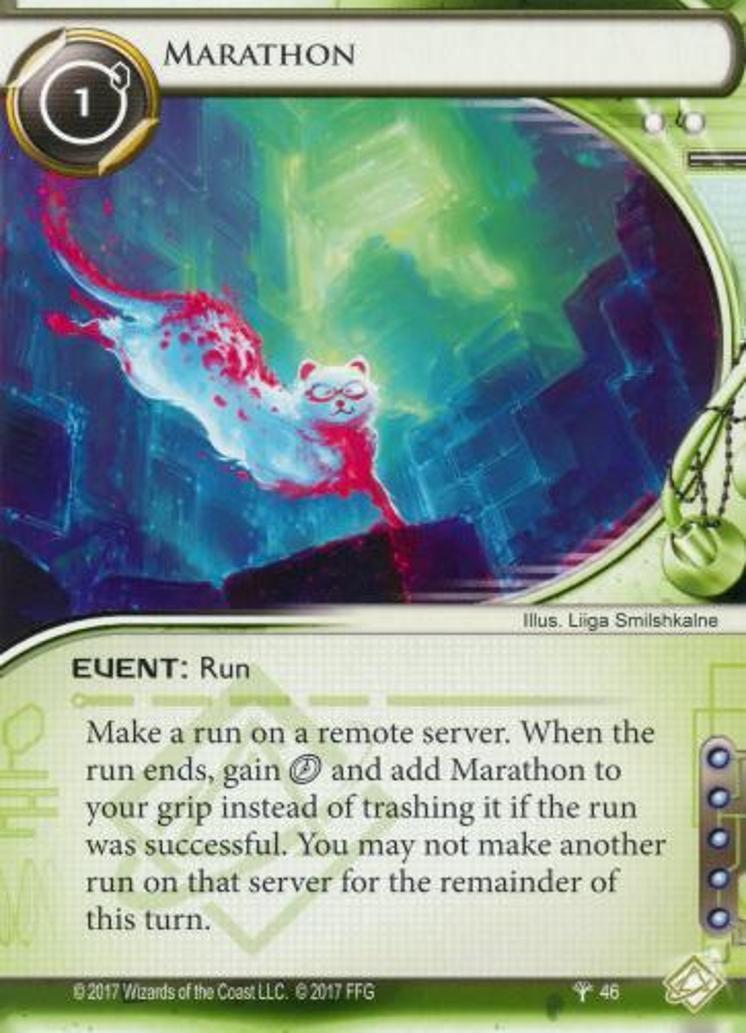 Marathon
1
Illus. Liiga Smilshkalne
EVENT: Run
Make a run on a remote server. When the
run ends, gain and add Marathon to
your grip instead of trashing it if the run
was successful. You may not make another
run on that server for the remainder of
this turn.
© 2017 Wizards of the Coast LLC. © 2017 FFG 46